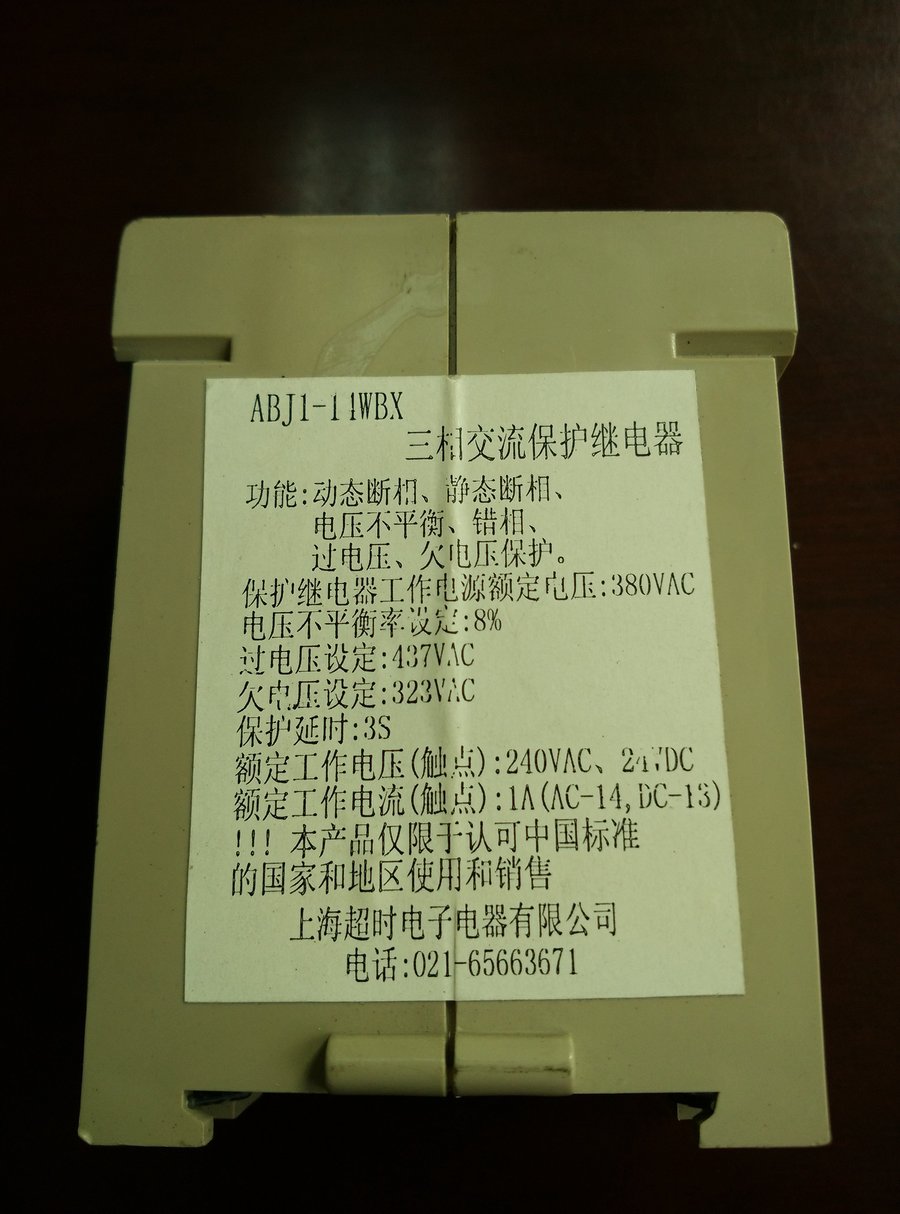 ABJ1-14WBX
三相交流保护继电器
功能:动态断相、静态断相、
电压不平衡、错相、
过电压、欠电压保护。
保护继电器工作电源额定电压:380VAC
电压不平衡率设定:8%
过电压设定:437VAC
欠电压设定:323VAC
保护延时:3S
额定工作电压(触点):240VAC、24VDC
额定工作电流(触点):1A(AC-14,DC-13)
!!! 本产品仅限于认可中国标准
的国家和地区使用和销售
上海超时电子电器有限公司
电话:021-65663671